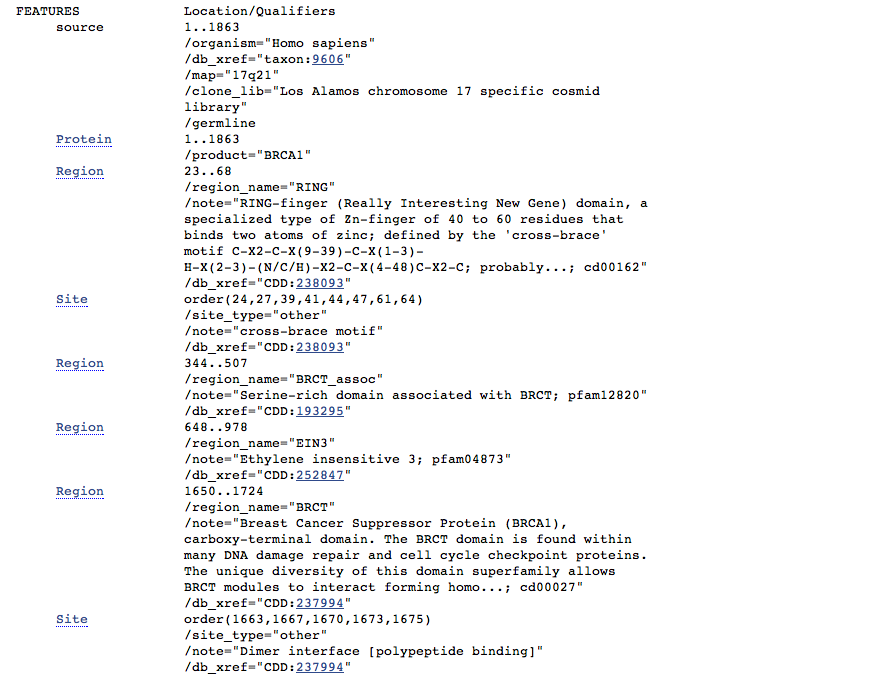 FEATURES Location/Qualifiers
source 1..1863
/organism="Homo sapiens"
/db_xref="taxon:9606"
/map="17q21"
/clone_lib="Los Alamos chromosome 17 specific cosmid
library"
/germline
Protein 1..1863
/product="BRCA1"
Region 23..68
/region_name="RING"
/note="RING-finger (Really Interesting New Gene) domain, a
specialized type of Zn-finger of 40 to 60 residues that
binds two atoms of zinc; defined by the 'cross-brace'
motif C-X2-C-X(9-39)-C-X(1-3)-
H-X(2-3)-(N/C/H)-X2-C-X(4-48)C-X2-C; probably...; cd00162"
/db_xref="CDD:238093"
Site order(24,27,39,41,44,47,61,64)
/site_type="other"
/note="cross-brace motif"
/db_xref="CDD:238093"
Region 344..507
/region_name="BRCT_assoc"
/note="Serine-rich domain associated with BRCT; pfam12820"
/db_xref="CDD:193295"
Region 648..978
/region_name="EIN3"
/note="Ethylene insensitive 3; pfam04873"
/db_xref="CDD:252847"
Region 1650..1724
/region_name="BRCT"
/note="Breast Cancer Suppressor Protein (BRCA1),
carboxy-terminal domain. The BRCT domain is found within
many DNA damage repair and cell cycle checkpoint proteins.
The unique diversity of this domain superfamily allows
BRCT modules to interact forming homo...; cd00027"
/db_xref="CDD:237994"
Site order(1663,1667,1670,1673,1675)
/site_type="other"
/note="Dimer interface [polypeptide binding]"
/db_xref="CDD:237994"